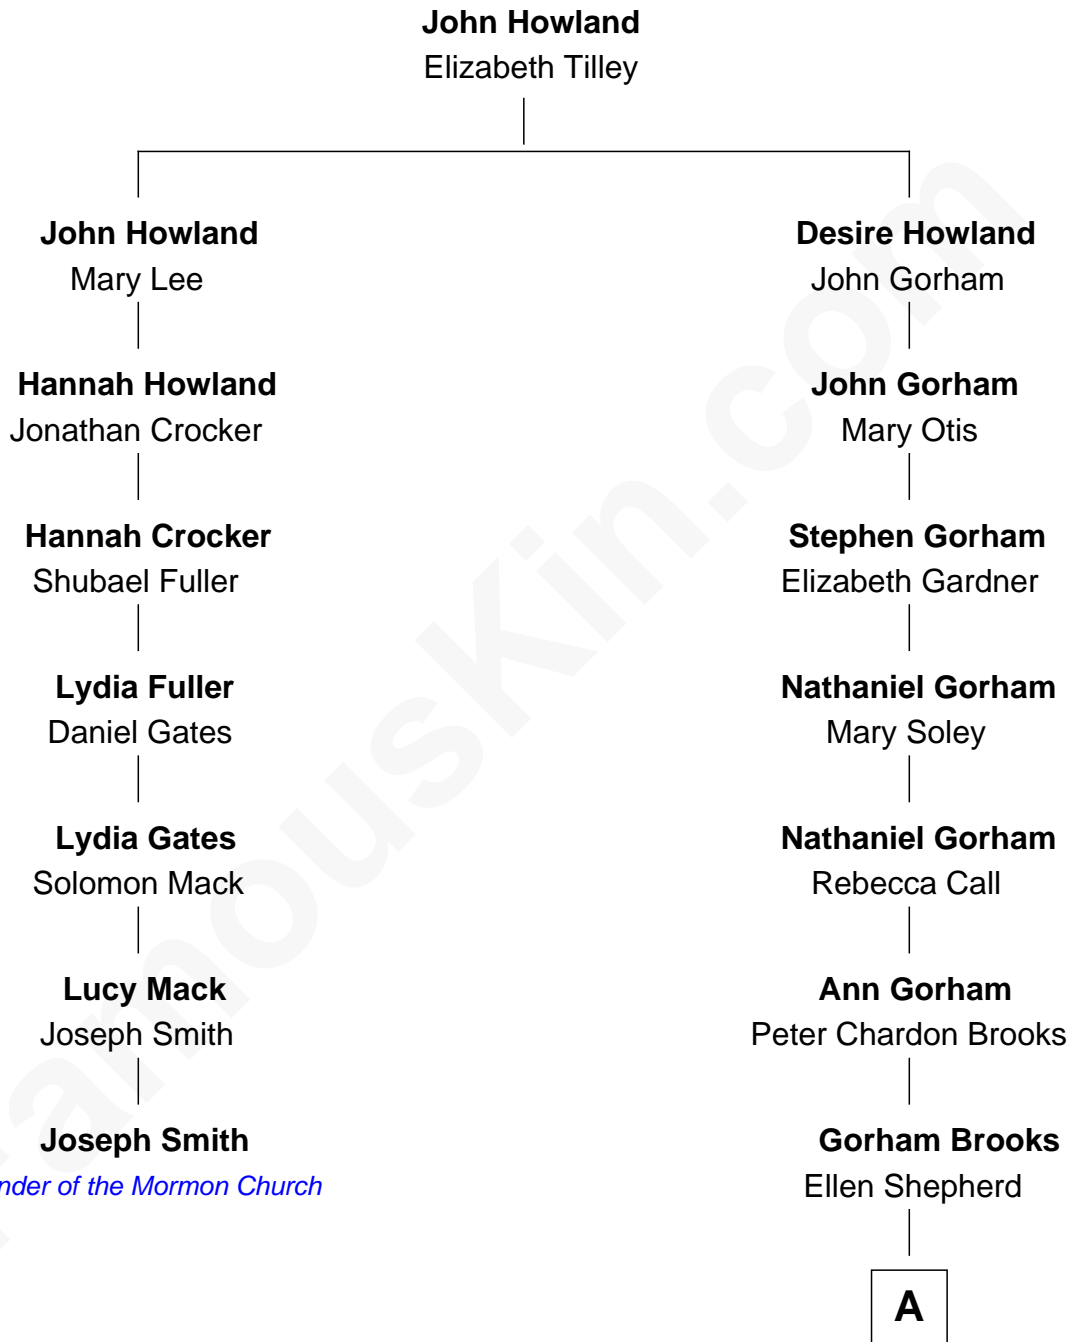 John Howland
Elizabeth Tilley
John Howland
Mary Lee
Desire Howland
John Gorham
Hannah Howland
Jonathan Crocker
John Gorham
Mary Otis
Hannah Crocker
Shubael Fuller
Stephen Gorham
Elizabeth Gardner
Lydia Fuller
Daniel Gates
Nathaniel Gorham
Mary Soley
Lydia Gates
Solomon Mack
Nathaniel Gorham
Rebecca Call
Lucy Mack
Joseph Smith
Ann Gorham
Peter Chardon Brooks
Joseph Smith
nder of the Mormon Church
Gorham Brooks
Ellen Shepherd
A
FamousKin.com